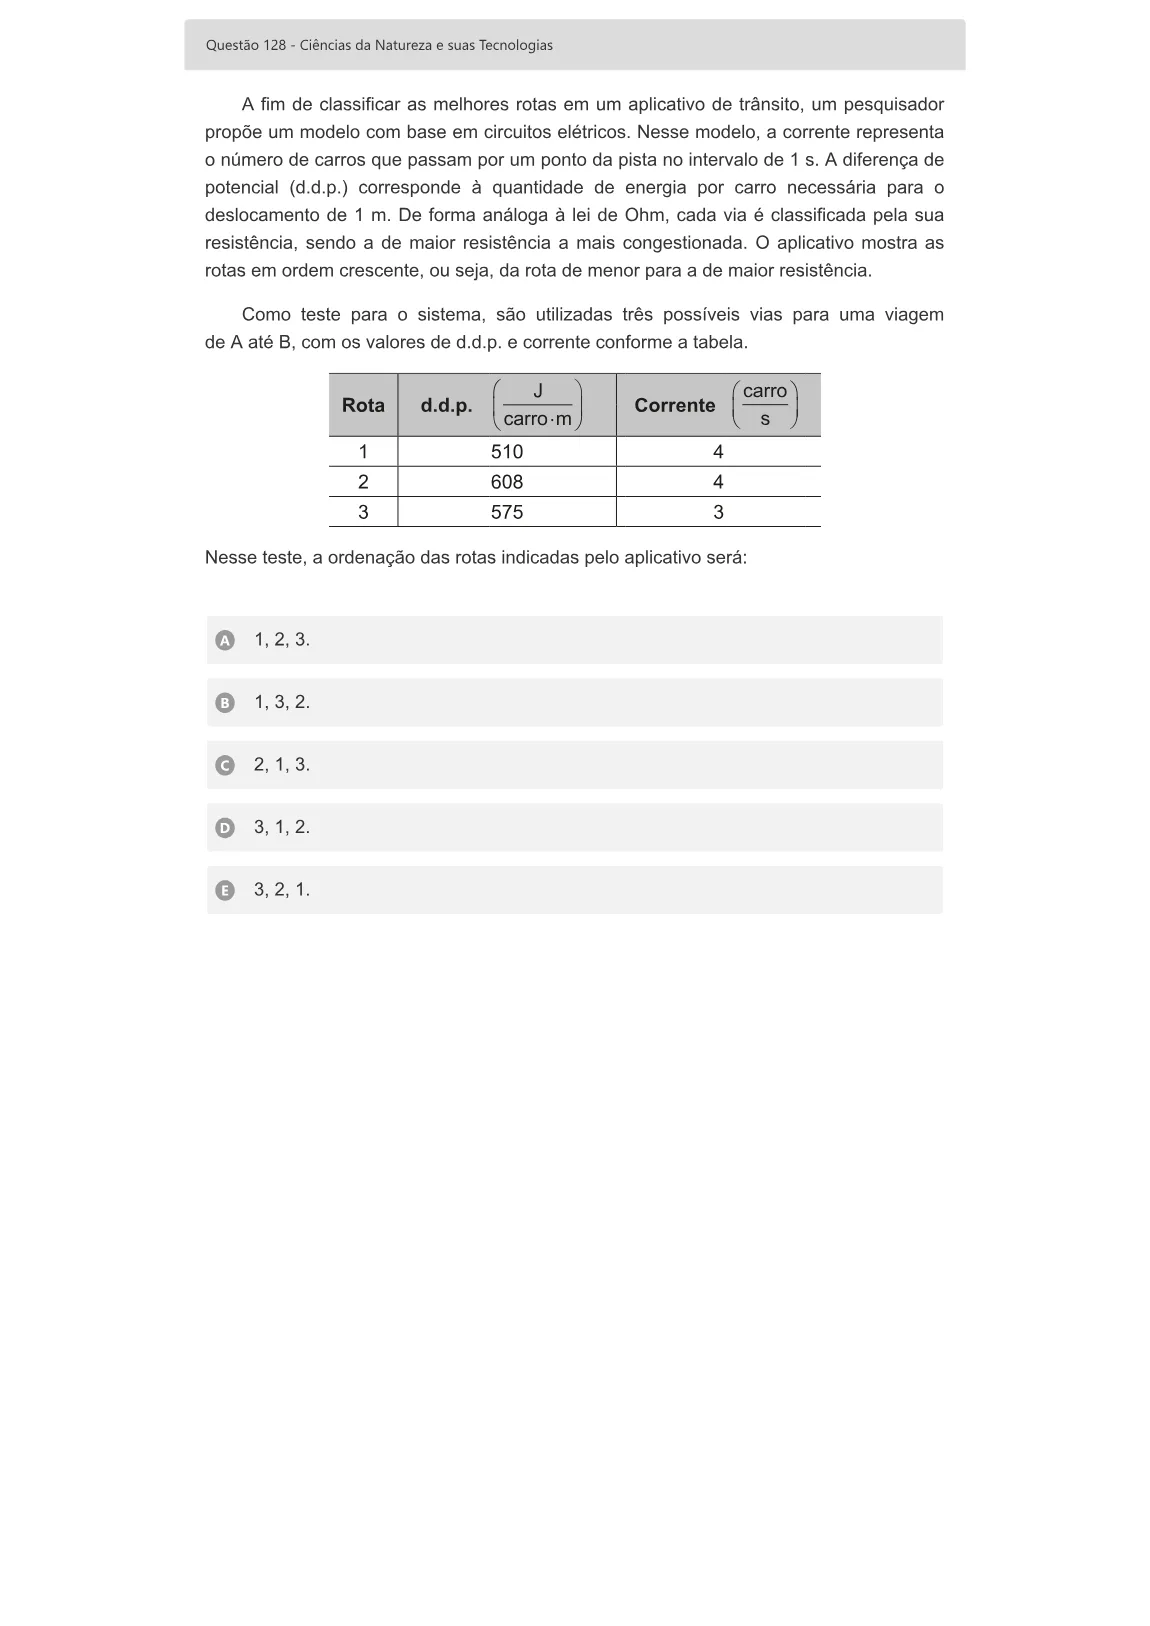 Questão 128 - Ciências da Natureza e suas Tecnologias
A fim de classificar as melhores rotas em um aplicativo de trânsito, um pesquisador
propõe um modelo com base em circuitos elétricos. Nesse modelo, a corrente representa
o número de carros que passam por um ponto da pista no intervalo de 1 s. A diferença de
potencial (d.d.p.) corresponde à quantidade de energia por carro necessária para o
deslocamento de 1 m. De forma análoga à lei de Ohm, cada via é classificada pela sua
resistência, sendo a de maior resistência a mais congestionada. O aplicativo mostra as
rotas em ordem crescente, ou seja, da rota de menor para a de maior resistência.
Como teste para o sistema, são utilizadas três possíveis vias para uma viagem
de A até B, com os valores de d.d.p. e corrente conforme a tabela.
Rota d.d.p. (J / carro·m) Corrente (carro / s)
1 510 4
2 608 4
3 575 3
Nesse teste, a ordenação das rotas indicadas pelo aplicativo será:
A 1, 2, 3.
B 1, 3, 2.
C 2, 1, 3.
D 3, 1, 2.
E 3, 2, 1.